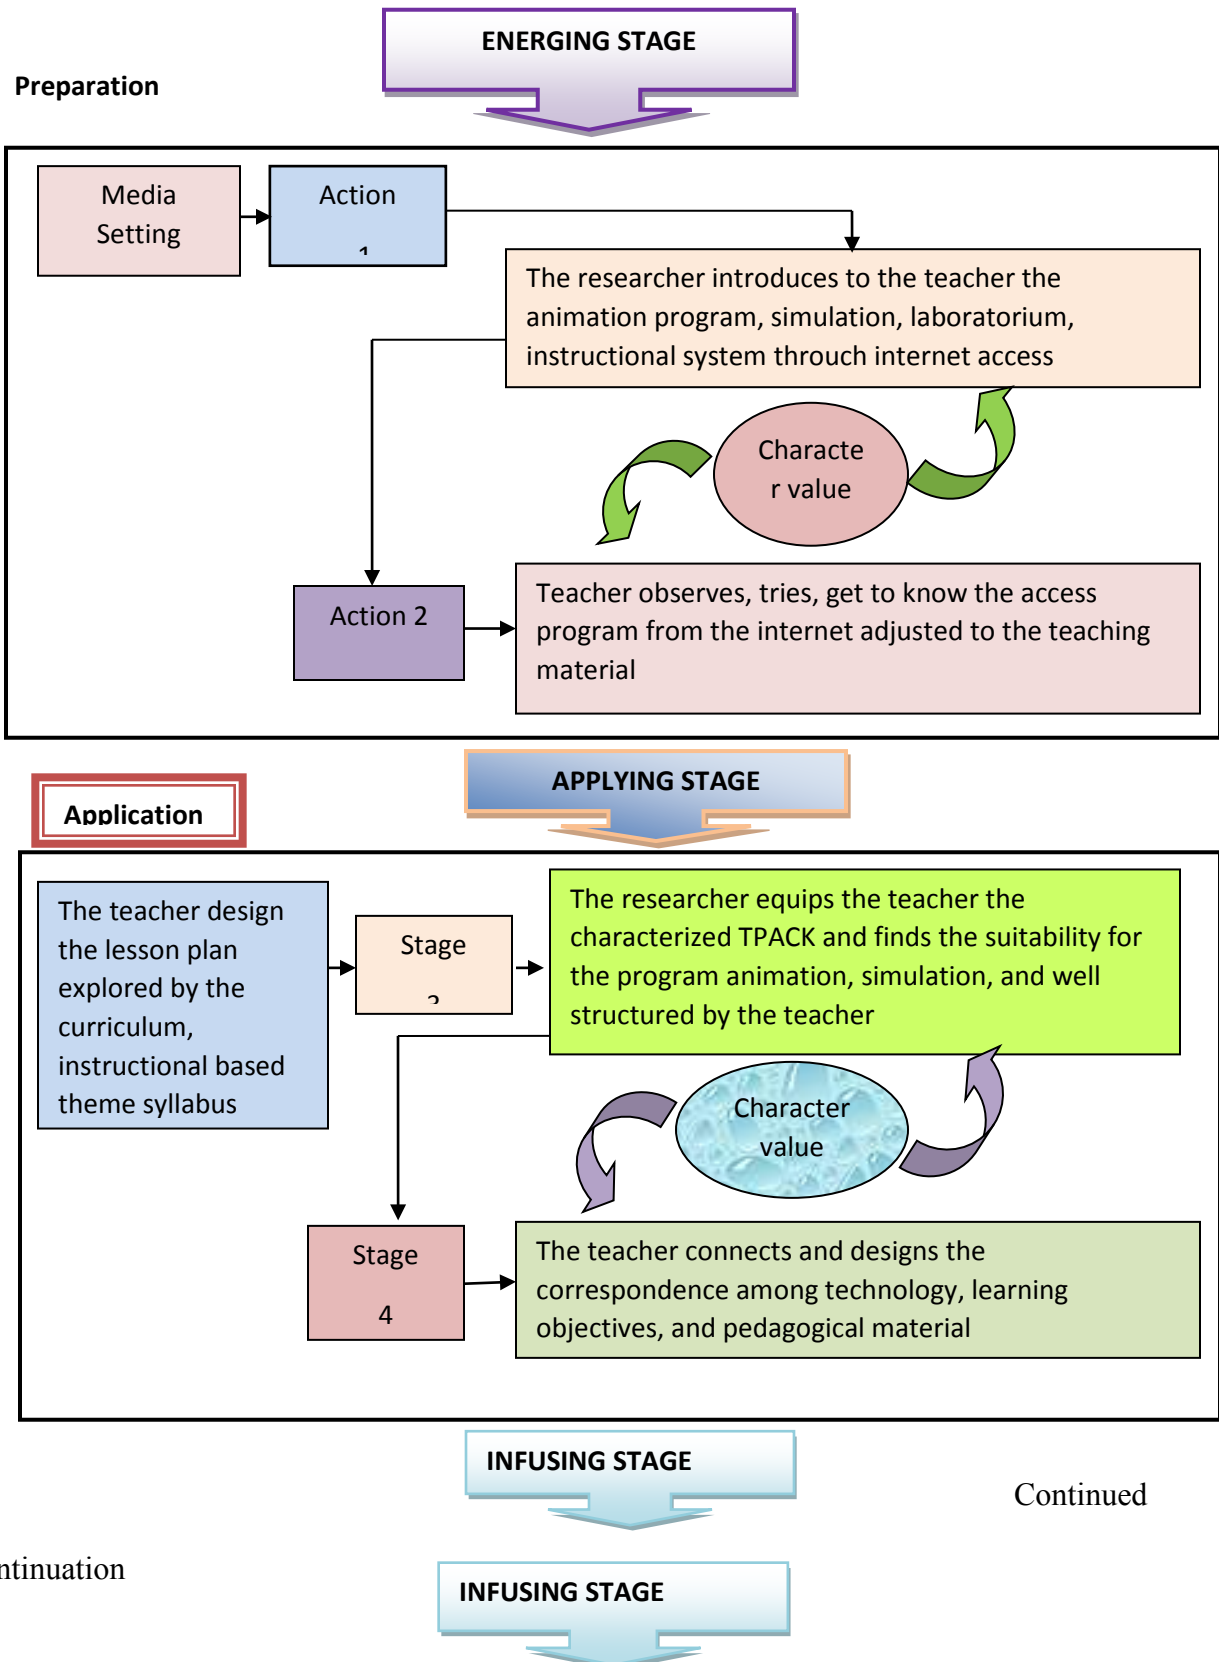 ENERGING STAGE
Preparation
Media
Setting
Action
The researcher introduces to the teacher the
animation program, simulation, laboratorium,
instructional system through internet access
Characte
r value
Action 2
Teacher observes, tries, get to know the access
program from the internet adjusted to the teaching
material
APPLYING STAGE
Application
The teacher design
the lesson plan
explored by the
curriculum,
instructional based
theme syllabus
Stage
The researcher equips the teacher the
characterized TPACK and finds the suitability for
the program animation, simulation, and well
structured by the teacher
Character
value
Stage
4
The teacher connects and designs the
correspondence among technology, learning
objectives, and pedagogical material
INFUSING STAGE
Continued
ntinuation
INFUSING STAGE